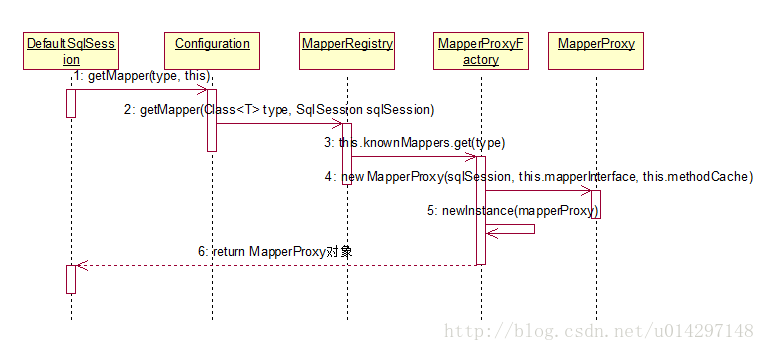 DefaultSqlSess
ion
Configuration
MapperRegistry
MapperProxyF
actory
MapperProxy
1: getMapper(type, this)
2: getMapper(Class<T> type, SqlSession sqlSession)
3: this.knownMappers.get(type)
4: new MapperProxy(sqlSession, this.mapperInterface, this.methodCache)
5: newInstance(mapperProxy)
6: return MapperProxy对象
http://blog.csdn.net/u014297148